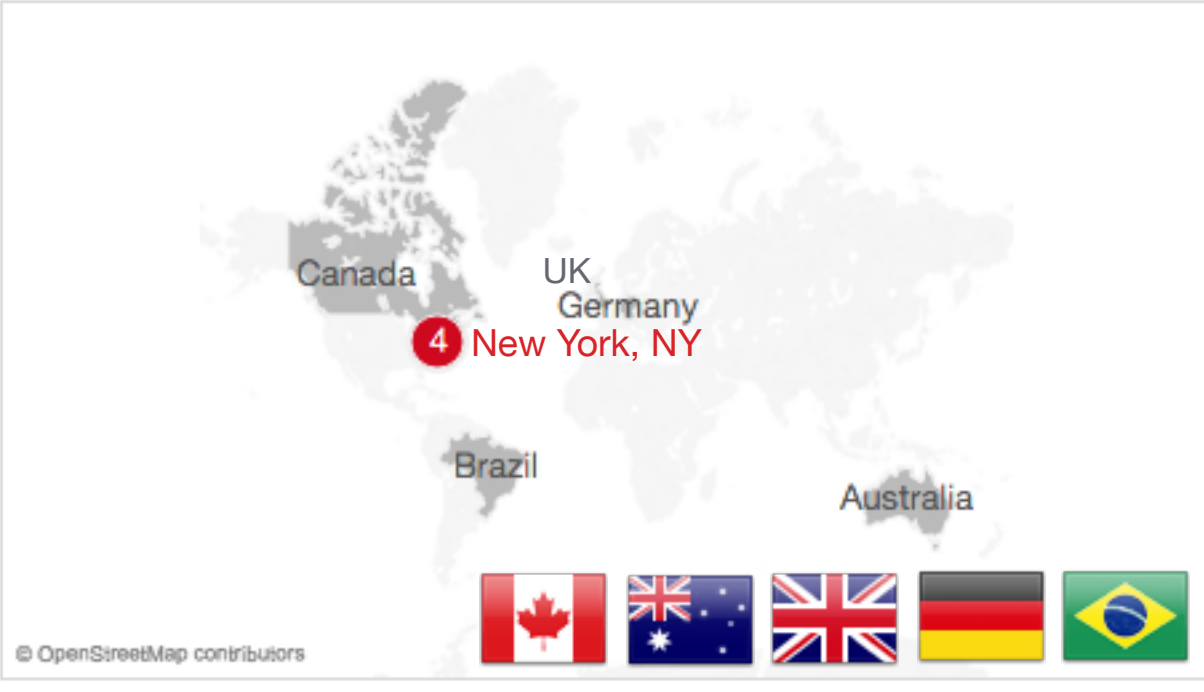 Canada
UK
Germany
4 New York, NY
Brazil
Australia
© OpenStreetMap contributors